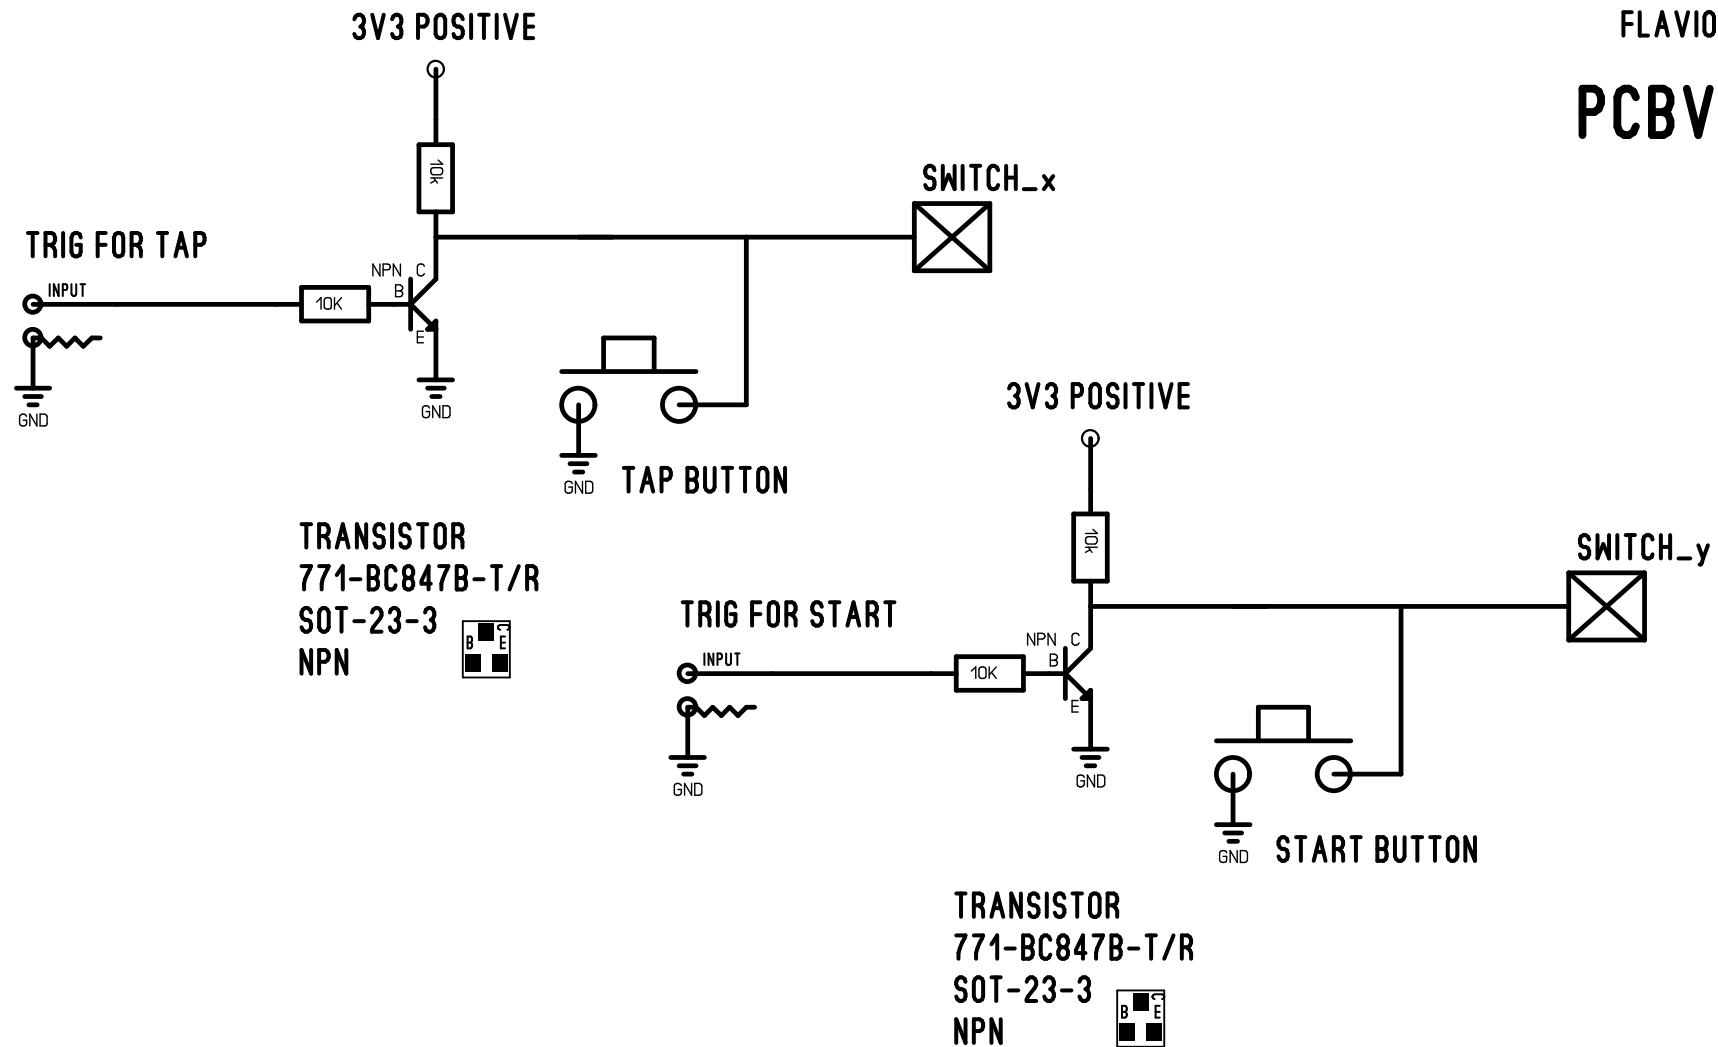 3V3 POSITIVE
FLAVIO
PCBV
10k
SWITCH_x
TRIG FOR TAP
INPUT
10K
NPN C
B
E
GND
GND
GND
TAP BUTTON
TRANSISTOR
771-BC847B-T/R
SOT-23-3
NPN
C
B E
3V3 POSITIVE
10k
SWITCH_y
TRIG FOR START
INPUT
10K
NPN C
B
E
GND
GND
GND
START BUTTON
TRANSISTOR
771-BC847B-T/R
SOT-23-3
NPN
C
B E